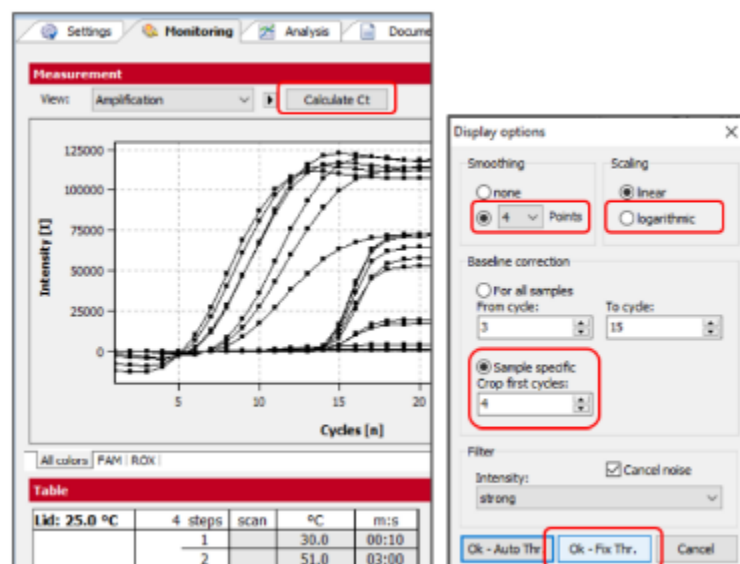 Settings Monitoring Analysis Docume
Measurement
View: Amplification Calculate Ct
125000
100000
75000
50000
25000
0
Intensity [I]
5 10 15 20
Cycles [n]
All colors FAM ROX
Table
Lid: 25.0 °C 4 steps scan °C m:s
1 30.0 00:10
2 51.0 03:00
Display options
Smoothing Scaling
none linear
4 Points logarithmic
Baseline correction
For all samples
From cycle: To cycle:
3 15
Sample specific
Crop first cycles:
4
Filter
Intensity: Cancel noise
strong
Ok - Auto Thr. Ok - Fix Thr. Cancel